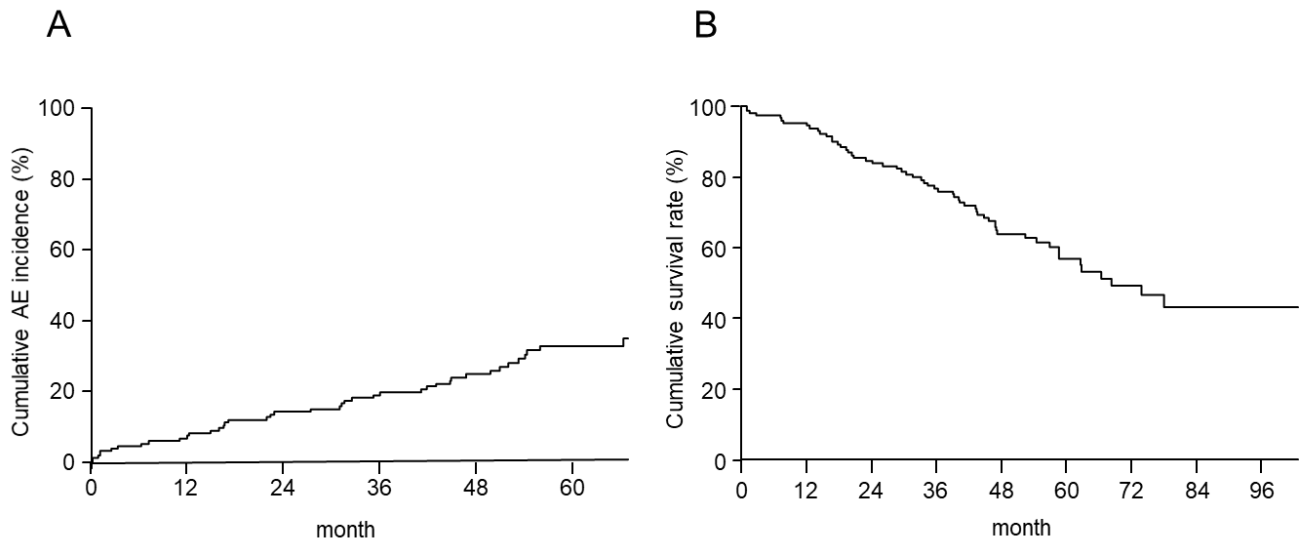 A
Cumulative AE incidence (%)
100
80
60
40
20
0
0 12 24 36 48 60
month
B
Cumulative survival rate (%)
100
80
60
40
20
0
0 12 24 36 48 60 72 84 96
month